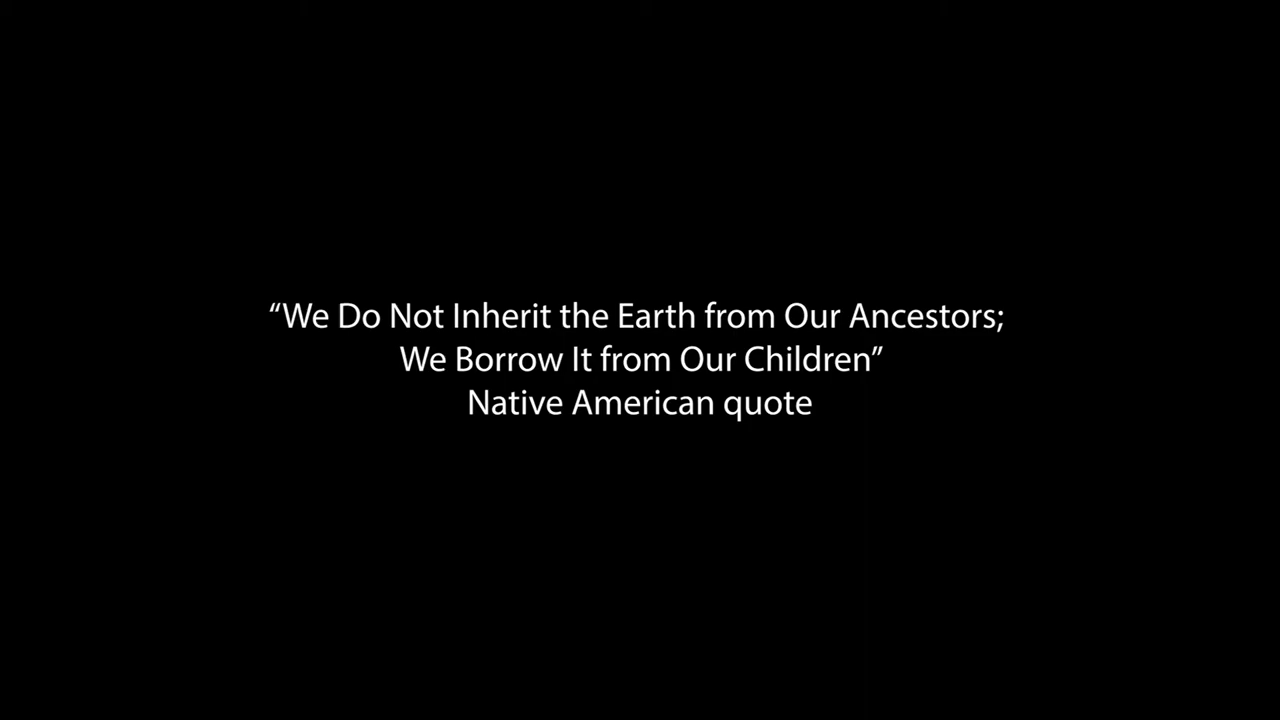 “We Do Not Inherit the Earth from Our Ancestors;
We Borrow It from Our Children”
Native American quote